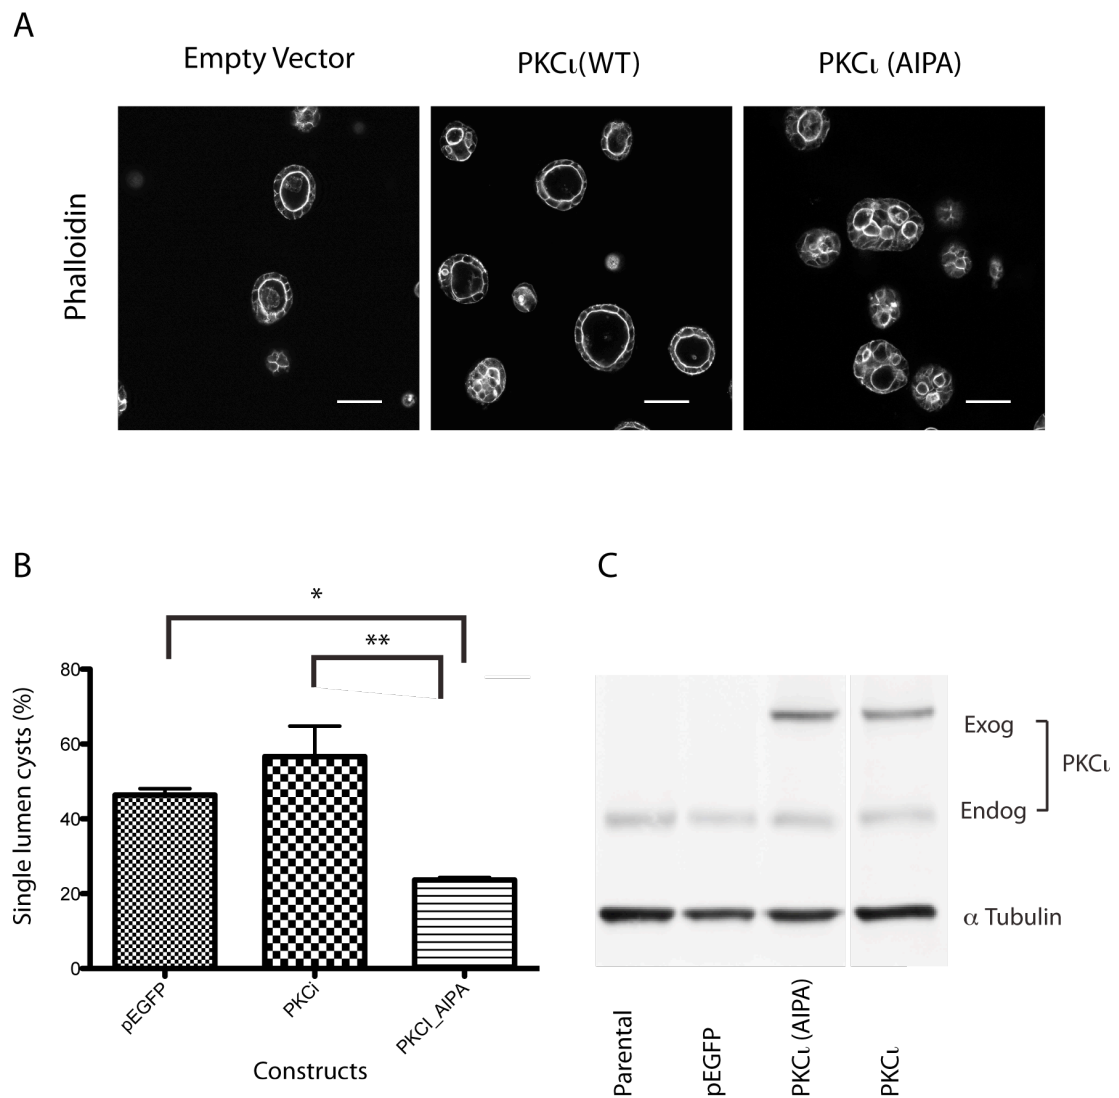 A
Empty Vector
PKCι(WT)
PKCι (AIPA)
Phalloidin
B
*
**
80
60
40
20
0
Single lumen cysts (%)
pEGFP
PKCi
PKCI_AIPA
Constructs
C
Exog
PKCι
Endog
α Tubulin
Parental
pEGFP
PKCι (AIPA)
PKCι